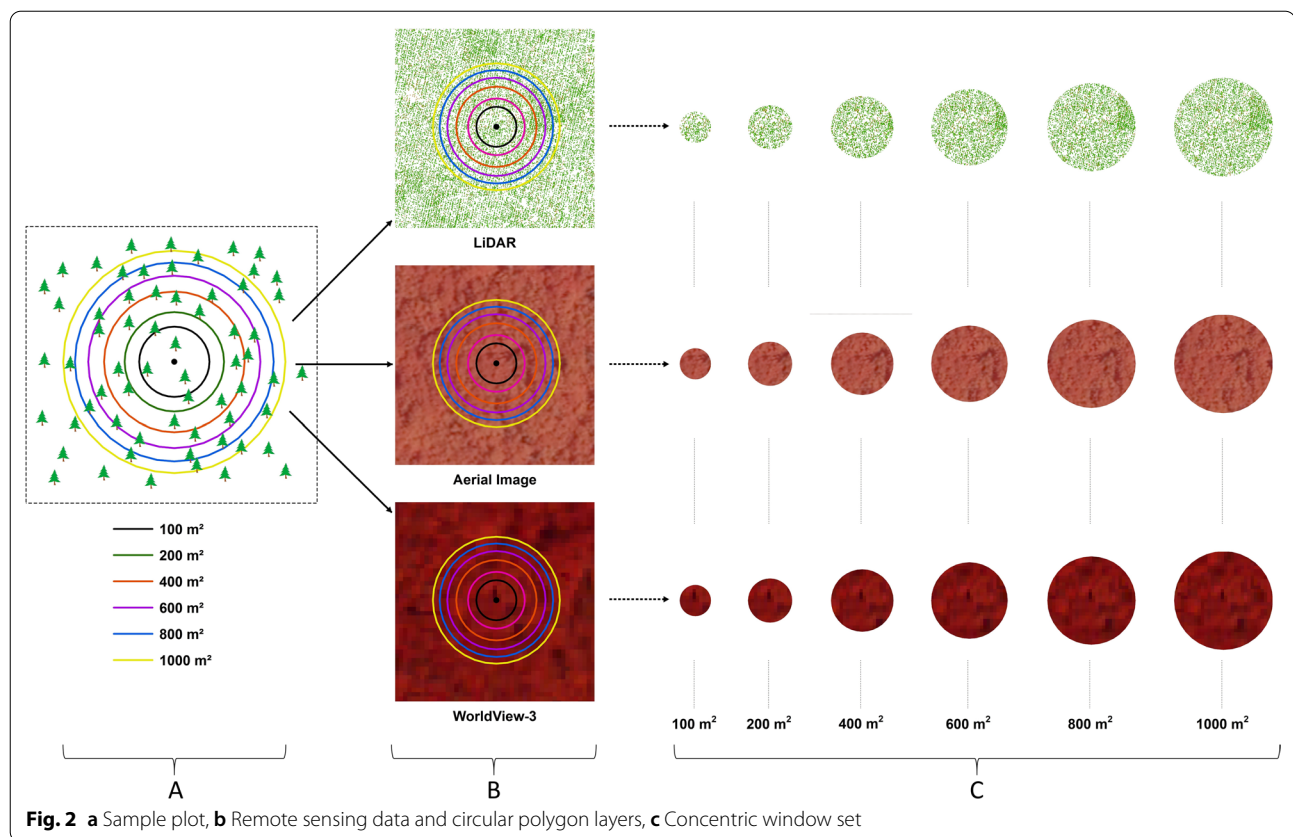 LiDAR
Aerial Image
WorldView-3
100 m²
200 m²
400 m²
600 m²
800 m²
1000 m²
100 m²
200 m²
400 m²
600 m²
800 m²
1000 m²
A
B
C
Fig. 2 a Sample plot, b Remote sensing data and circular polygon layers, c Concentric window set